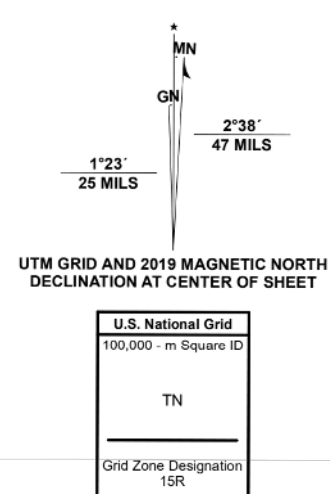 ★
MN
GN
2°38´
47 MILS
1°23´
25 MILS
UTM GRID AND 2019 MAGNETIC NORTH
DECLINATION AT CENTER OF SHEET
U.S. National Grid
100,000 - m Square ID
TN
Grid Zone Designation
15R